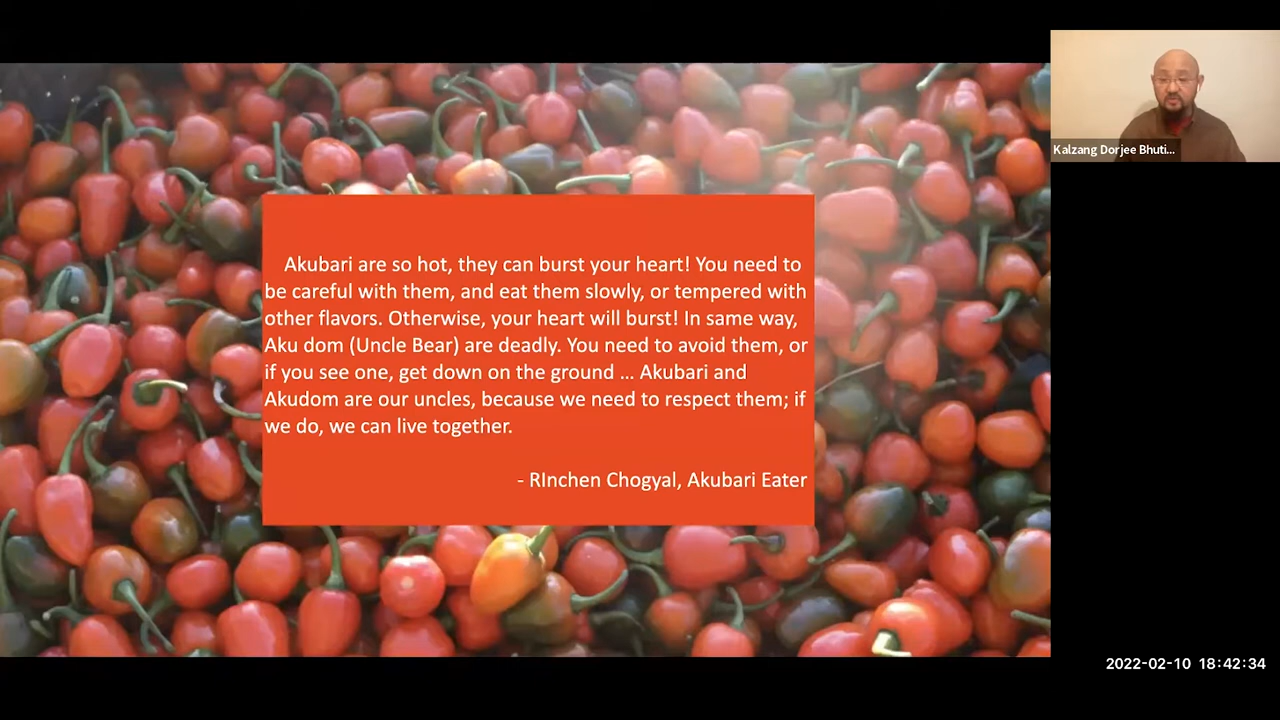 Akubari are so hot, they can burst your heart! You need to
be careful with them, and eat them slowly, or tempered with
other flavors. Otherwise, your heart will burst! In same way,
Aku dom (Uncle Bear) are deadly. You need to avoid them, or
if you see one, get down on the ground … Akubari and
Akudom are our uncles, because we need to respect them; if
we do, we can live together.
- RInchen Chogyal, Akubari Eater
Kalzang Dorjee Bhuti...
2022-02-10 18:42:34